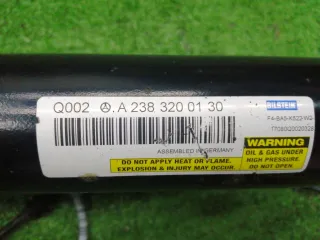 Q002 A 238 320 01 30
BILSTEIN
ASSEMBLED IN GERMANY
WARNING
OIL & GAS UNDER
HIGH PRESSURE
DO NOT OPEN.
DO NOT APPLY HEAT OR FLAME.
EXPLOSION & INJURY MAY OCCUR.